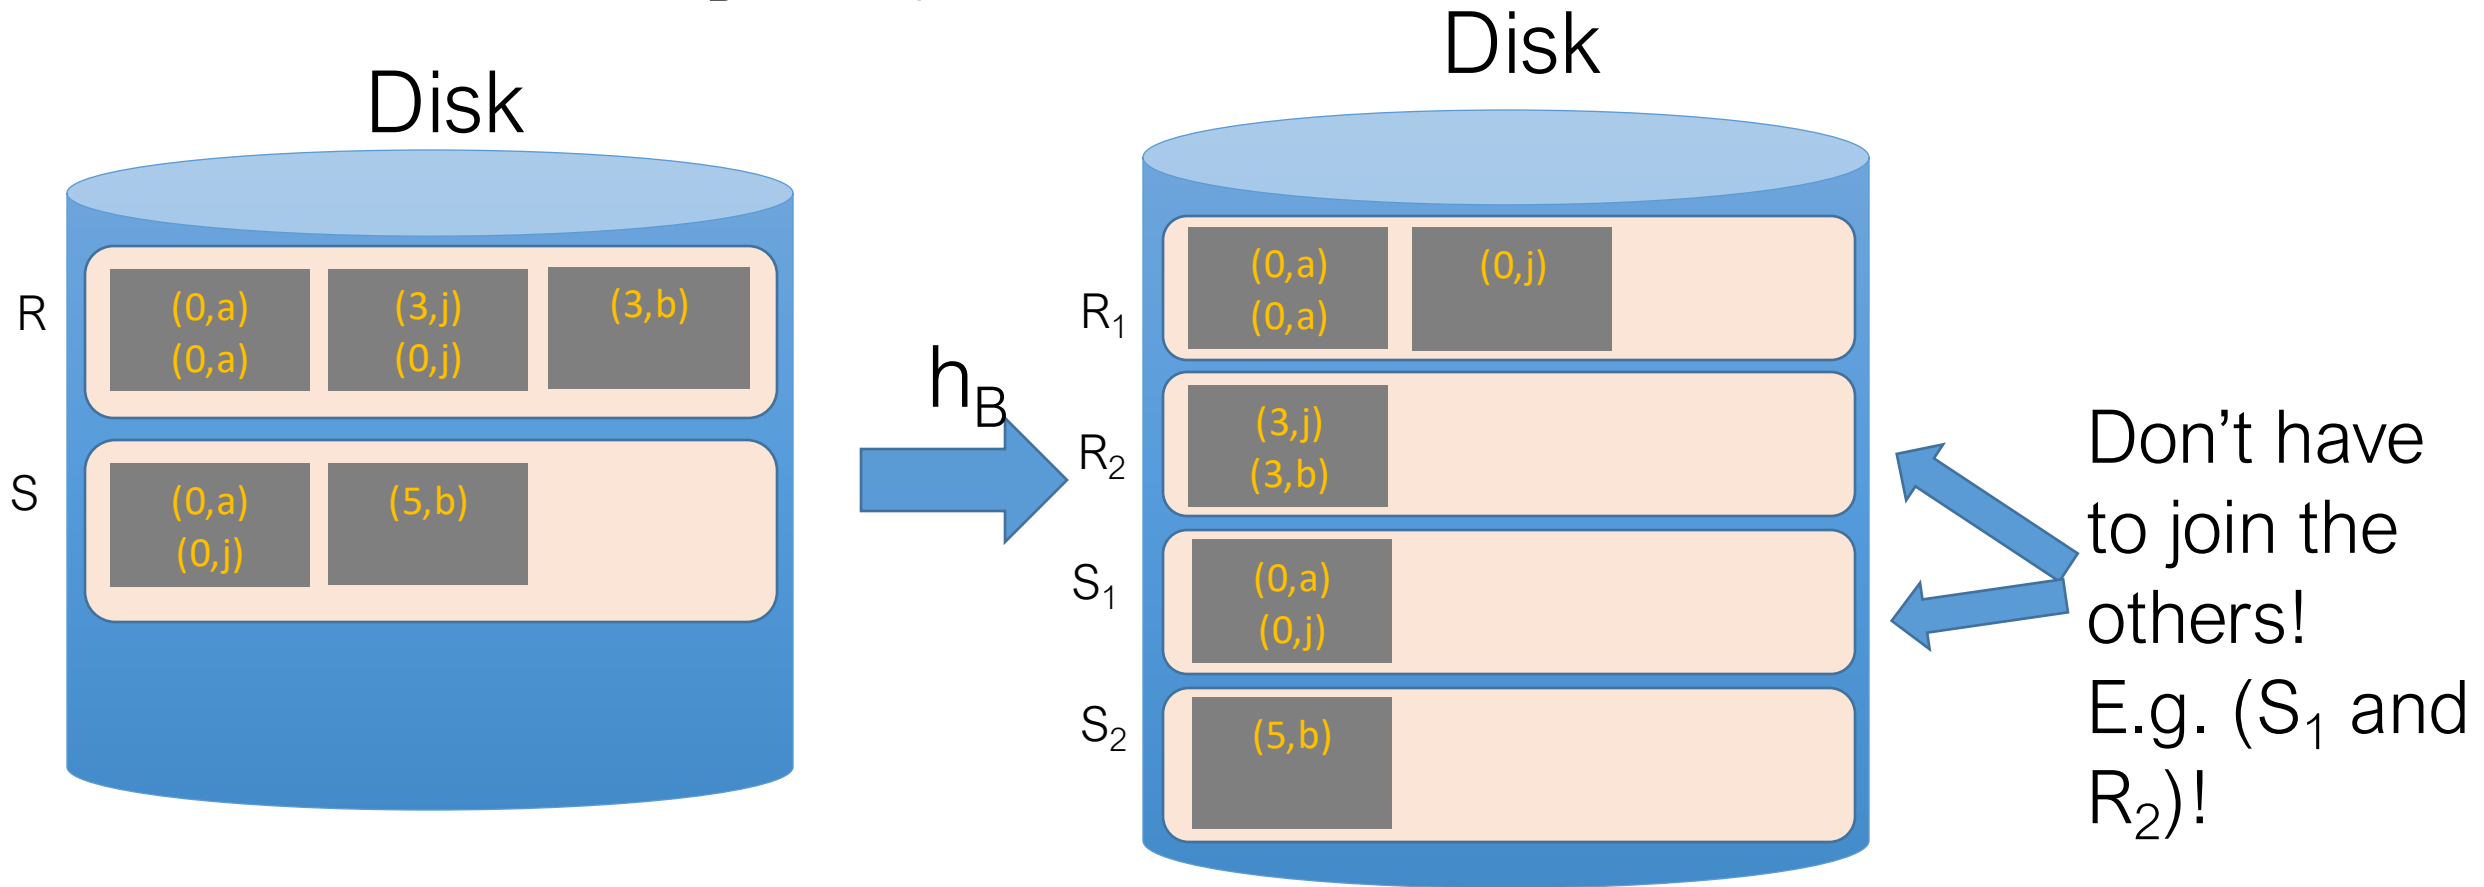 Disk
R
(0,a)
(0,a)
(3,j)
(0,j)
(3,b)
S
(0,a)
(0,j)
(5,b)
h_B
Disk
R₁
(0,a)
(0,a)
(0,j)
R₂
(3,j)
(3,b)
S₁
(0,a)
(0,j)
S₂
(5,b)
Don't have
to join the
others!
E.g. (S₁ and
R₂)!